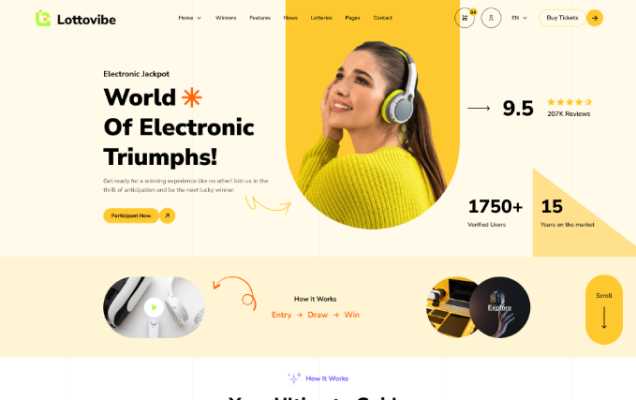 Lottovibe
Home Winners Features News Lotteries Pages Contact
04
EN
Buy Tickets
Electronic Jackpot
World
Of Electronic
Triumphs!
Get ready for a winning experience like no other! Join us in the
thrill of anticipation and be the next lucky winner.
Participant Now
9.5
207K Reviews
1750+
Verified Users
15
Years on the market
How it Works
Entry → Draw → Win
Explore
Scroll
How It Works